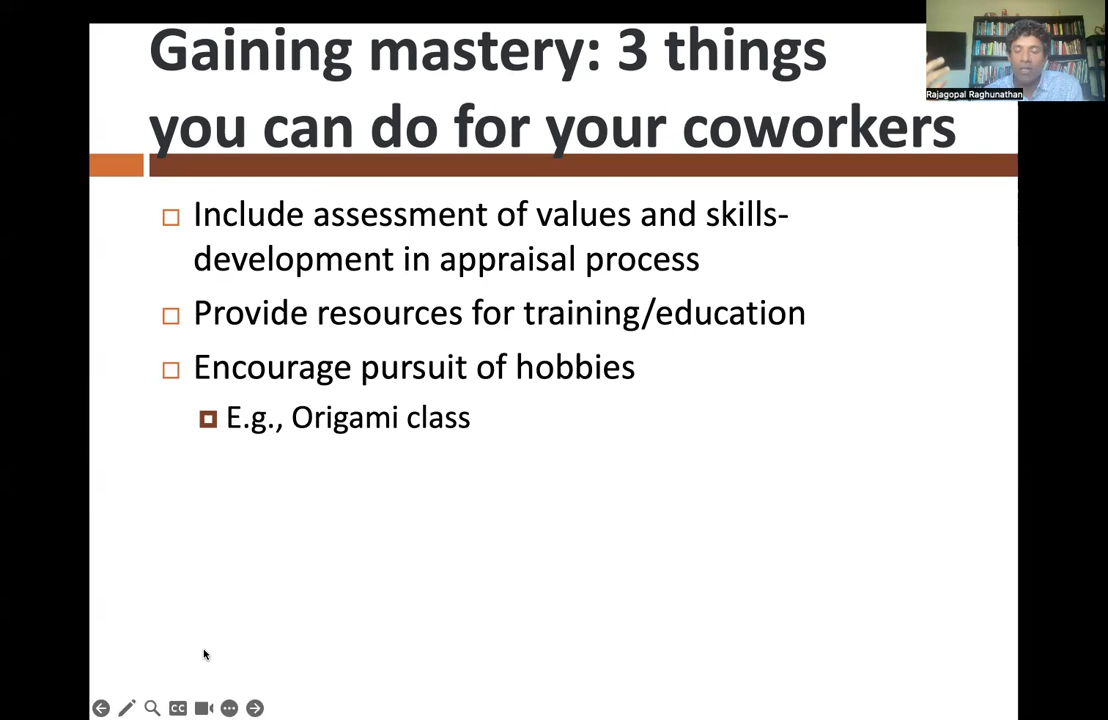 Gaining mastery: 3 things
you can do for your coworkers
Rajagopal Raghunathan
Include assessment of values and skills-
development in appraisal process
Provide resources for training/education
Encourage pursuit of hobbies
E.g., Origami class
CC